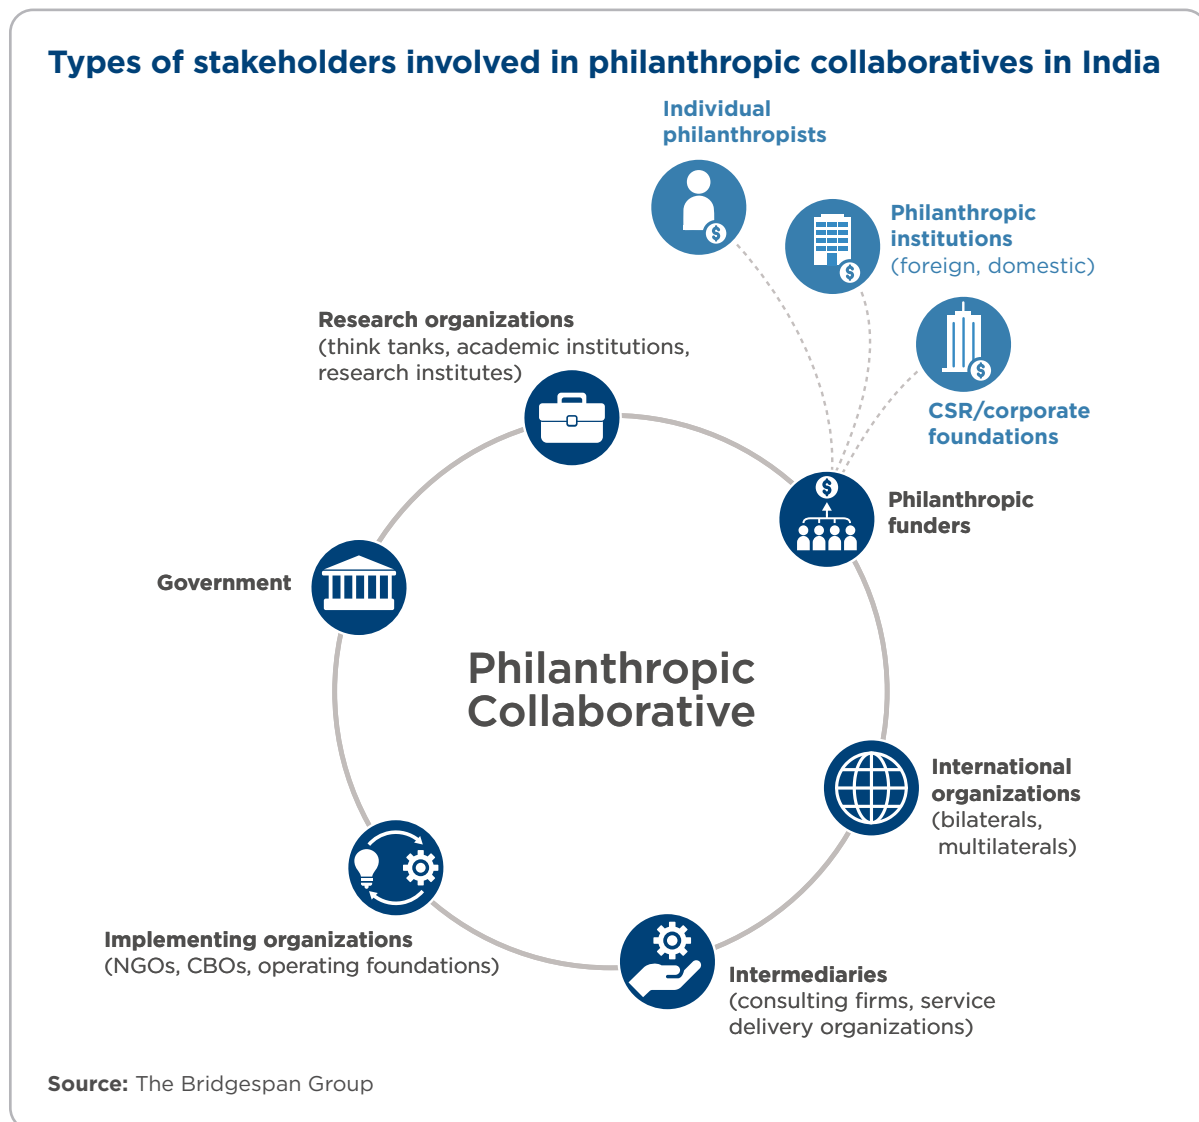 Types of stakeholders involved in philanthropic collaboratives in India
Individual
philanthropists
$
Philanthropic
institutions
(foreign, domestic)
$
CSR/corporate
foundations
$
Research organizations
(think tanks, academic institutions,
research institutes)
Philanthropic
funders
$
Government
Philanthropic
Collaborative
International
organizations
(bilaterals,
multilaterals)
Implementing organizations
(NGOs, CBOs, operating foundations)
Intermediaries
(consulting firms, service
delivery organizations)
Source: The Bridgespan Group